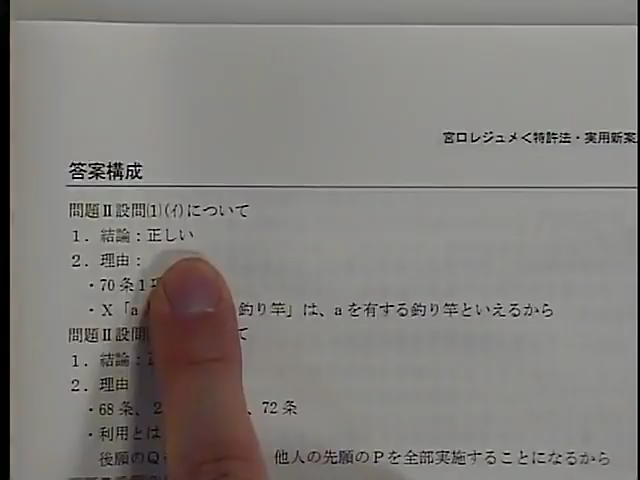 宮口レジュメ＜特許法・実用新案
答案構成
問題Ⅱ設問(1)(イ)について
1．結論：正しい
2．理由：
・70条1
・X「a 釣り竿」は、aを有する釣り竿といえるから
問題Ⅱ設問 て
1．結論：
2．理由
・68条、2 、72条
・利用とは
後願のQ 他人の先願のPを全部実施することになるから